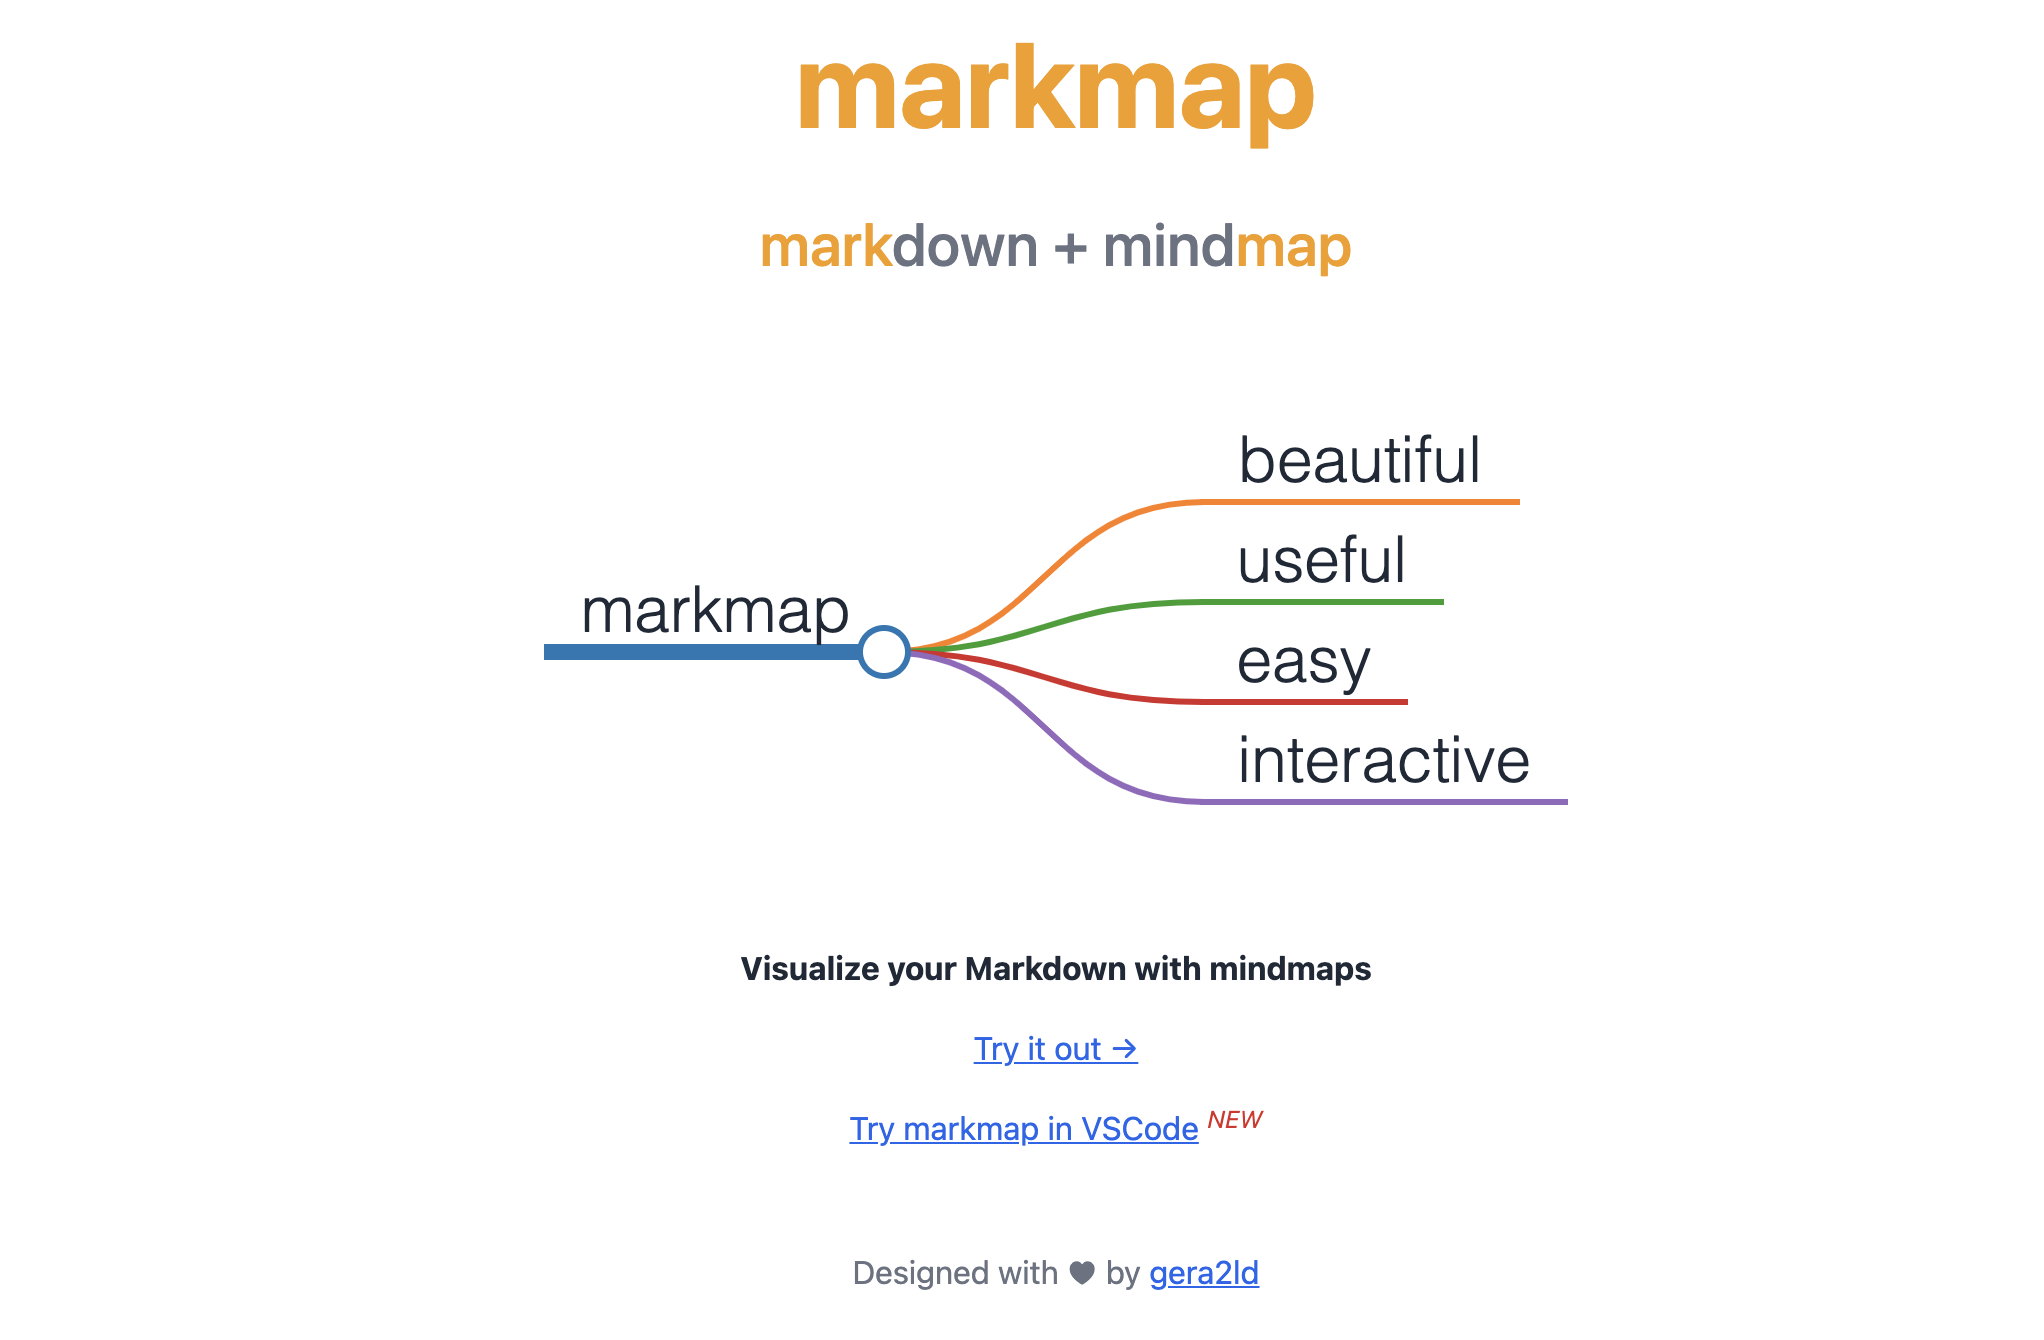 markmap
markdown + mindmap
markmap
beautiful
useful
easy
interactive
Visualize your Markdown with mindmaps
Try it out →
Try markmap in VSCode NEW
Designed with ♥ by gera2ld